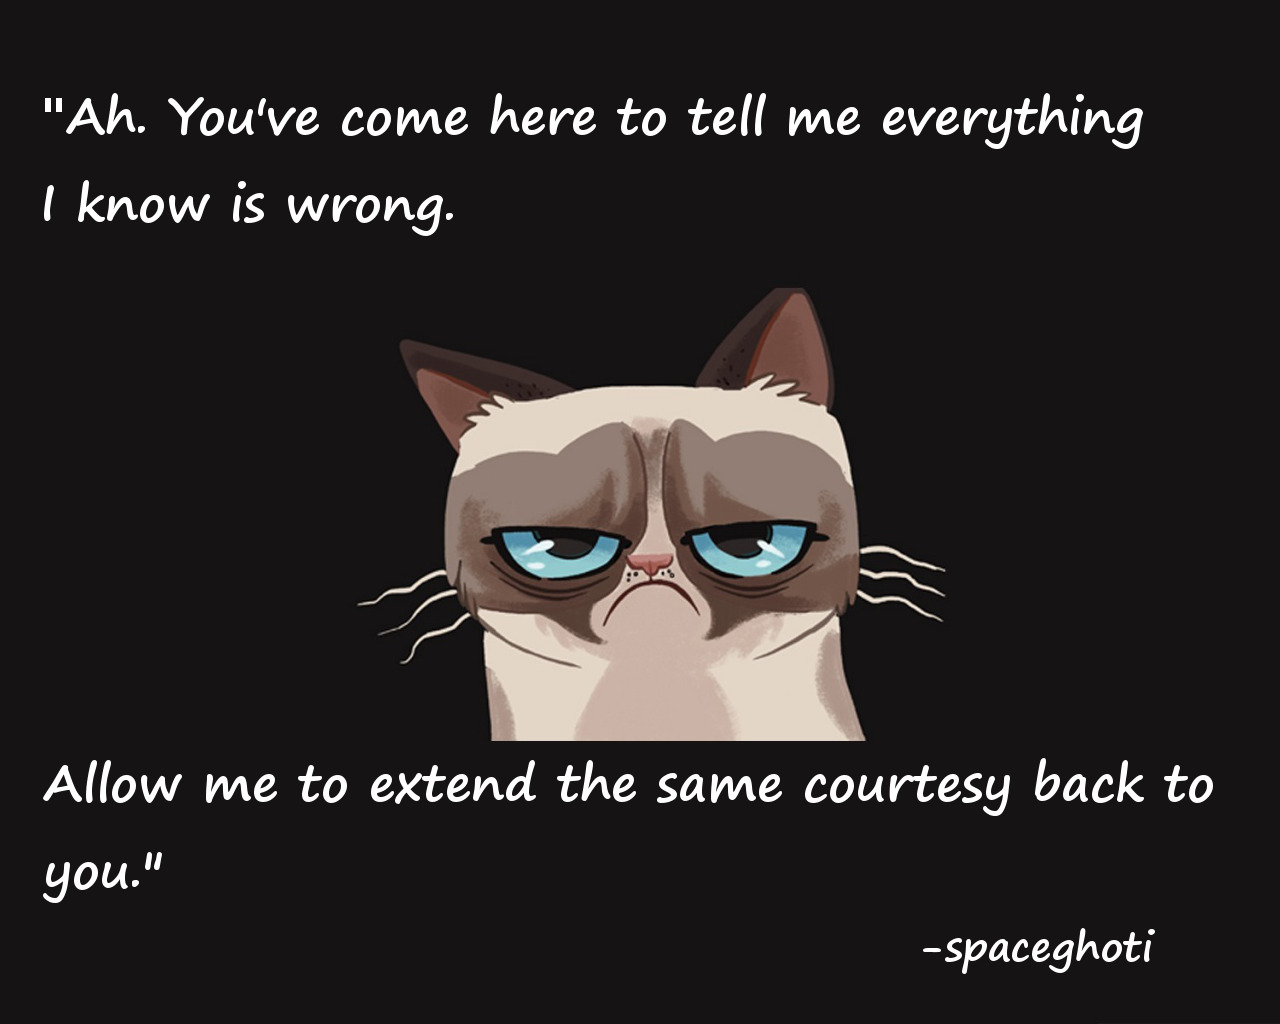 "Ah. You've come here to tell me everything
I know is wrong.
Allow me to extend the same courtesy back to
you."
-spaceghoti